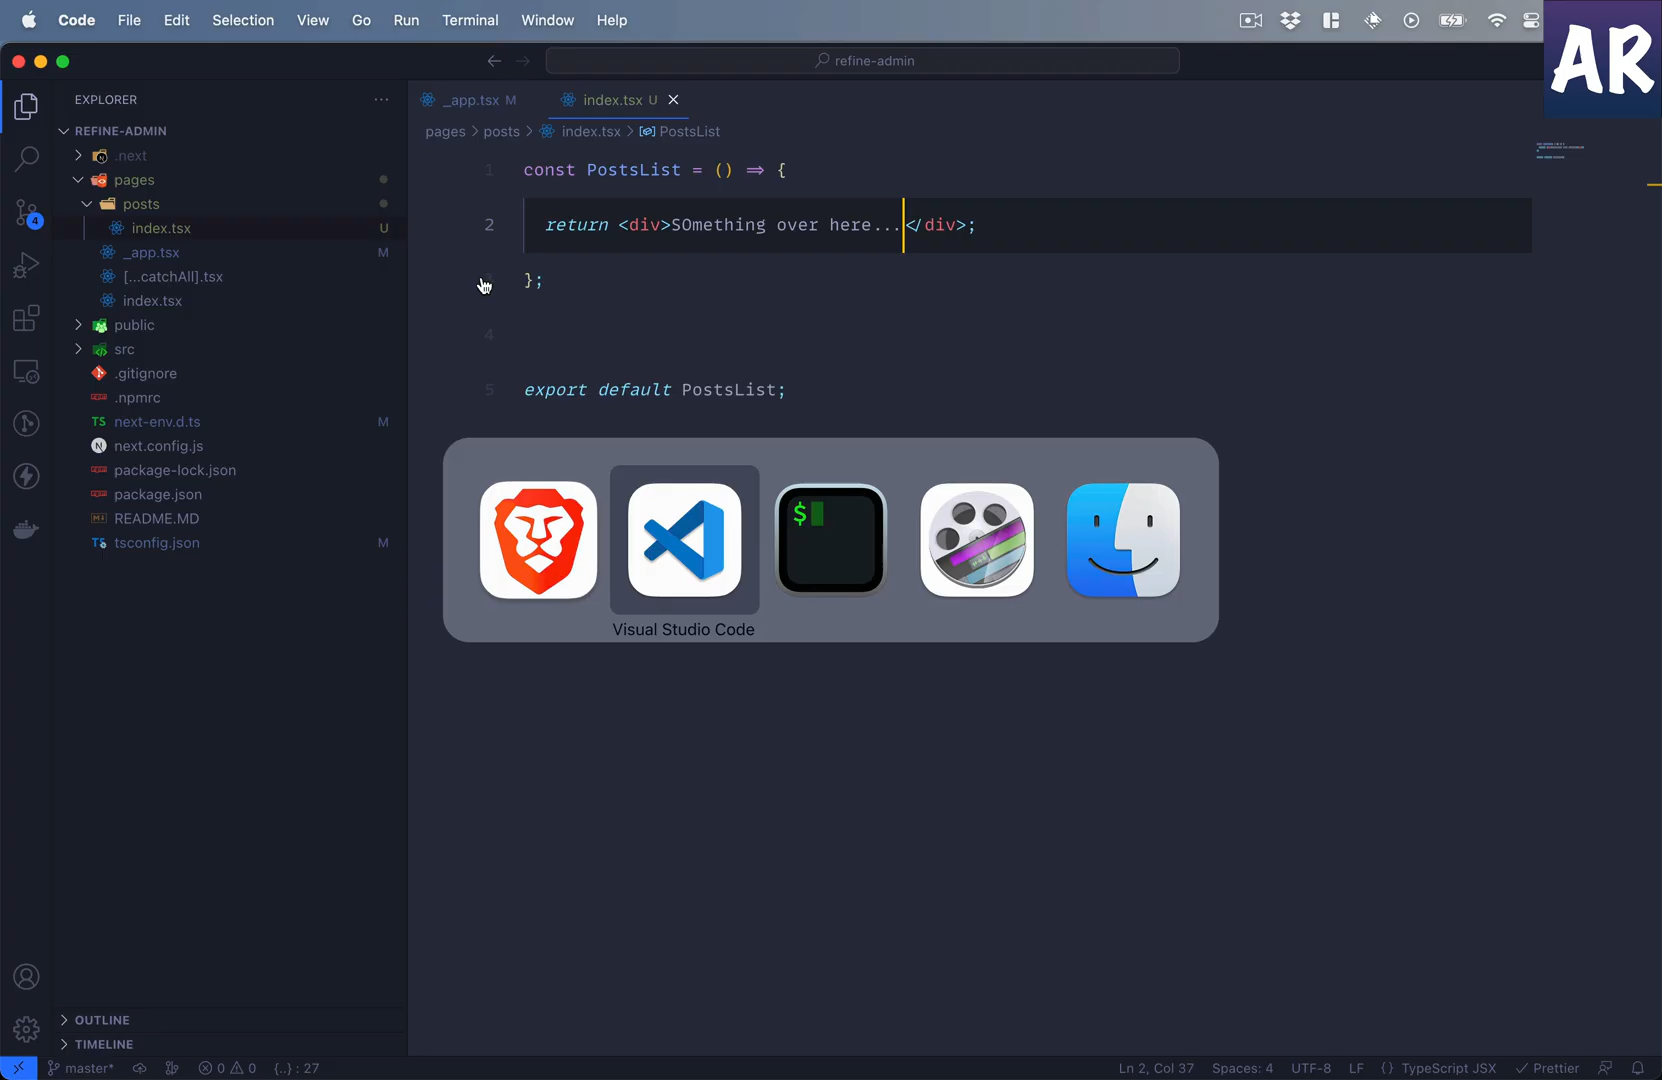 Code File Edit Selection View Go Run Terminal Window Help
AR
refine-admin
EXPLORER ...
_app.tsx M
index.tsx U
REFINE-ADMIN
pages > posts > index.tsx > PostsList
.next
1 const PostsList = () => {
pages
posts
2 return <div>SOmething over here...</div>;
index.tsx U
_app.tsx M
[...catchAll].tsx
3 };
index.tsx
public
4
src
.gitignore
5 export default PostsList;
.npmrc
TS next-env.d.ts M
N next.config.js
package-lock.json
package.json
README.MD
TS tsconfig.json M
4
$
Visual Studio Code
OUTLINE
TIMELINE
master* 0 0 {..} : 27 Ln 2, Col 37 Spaces: 4 UTF-8 LF {} TypeScript JSX Prettier